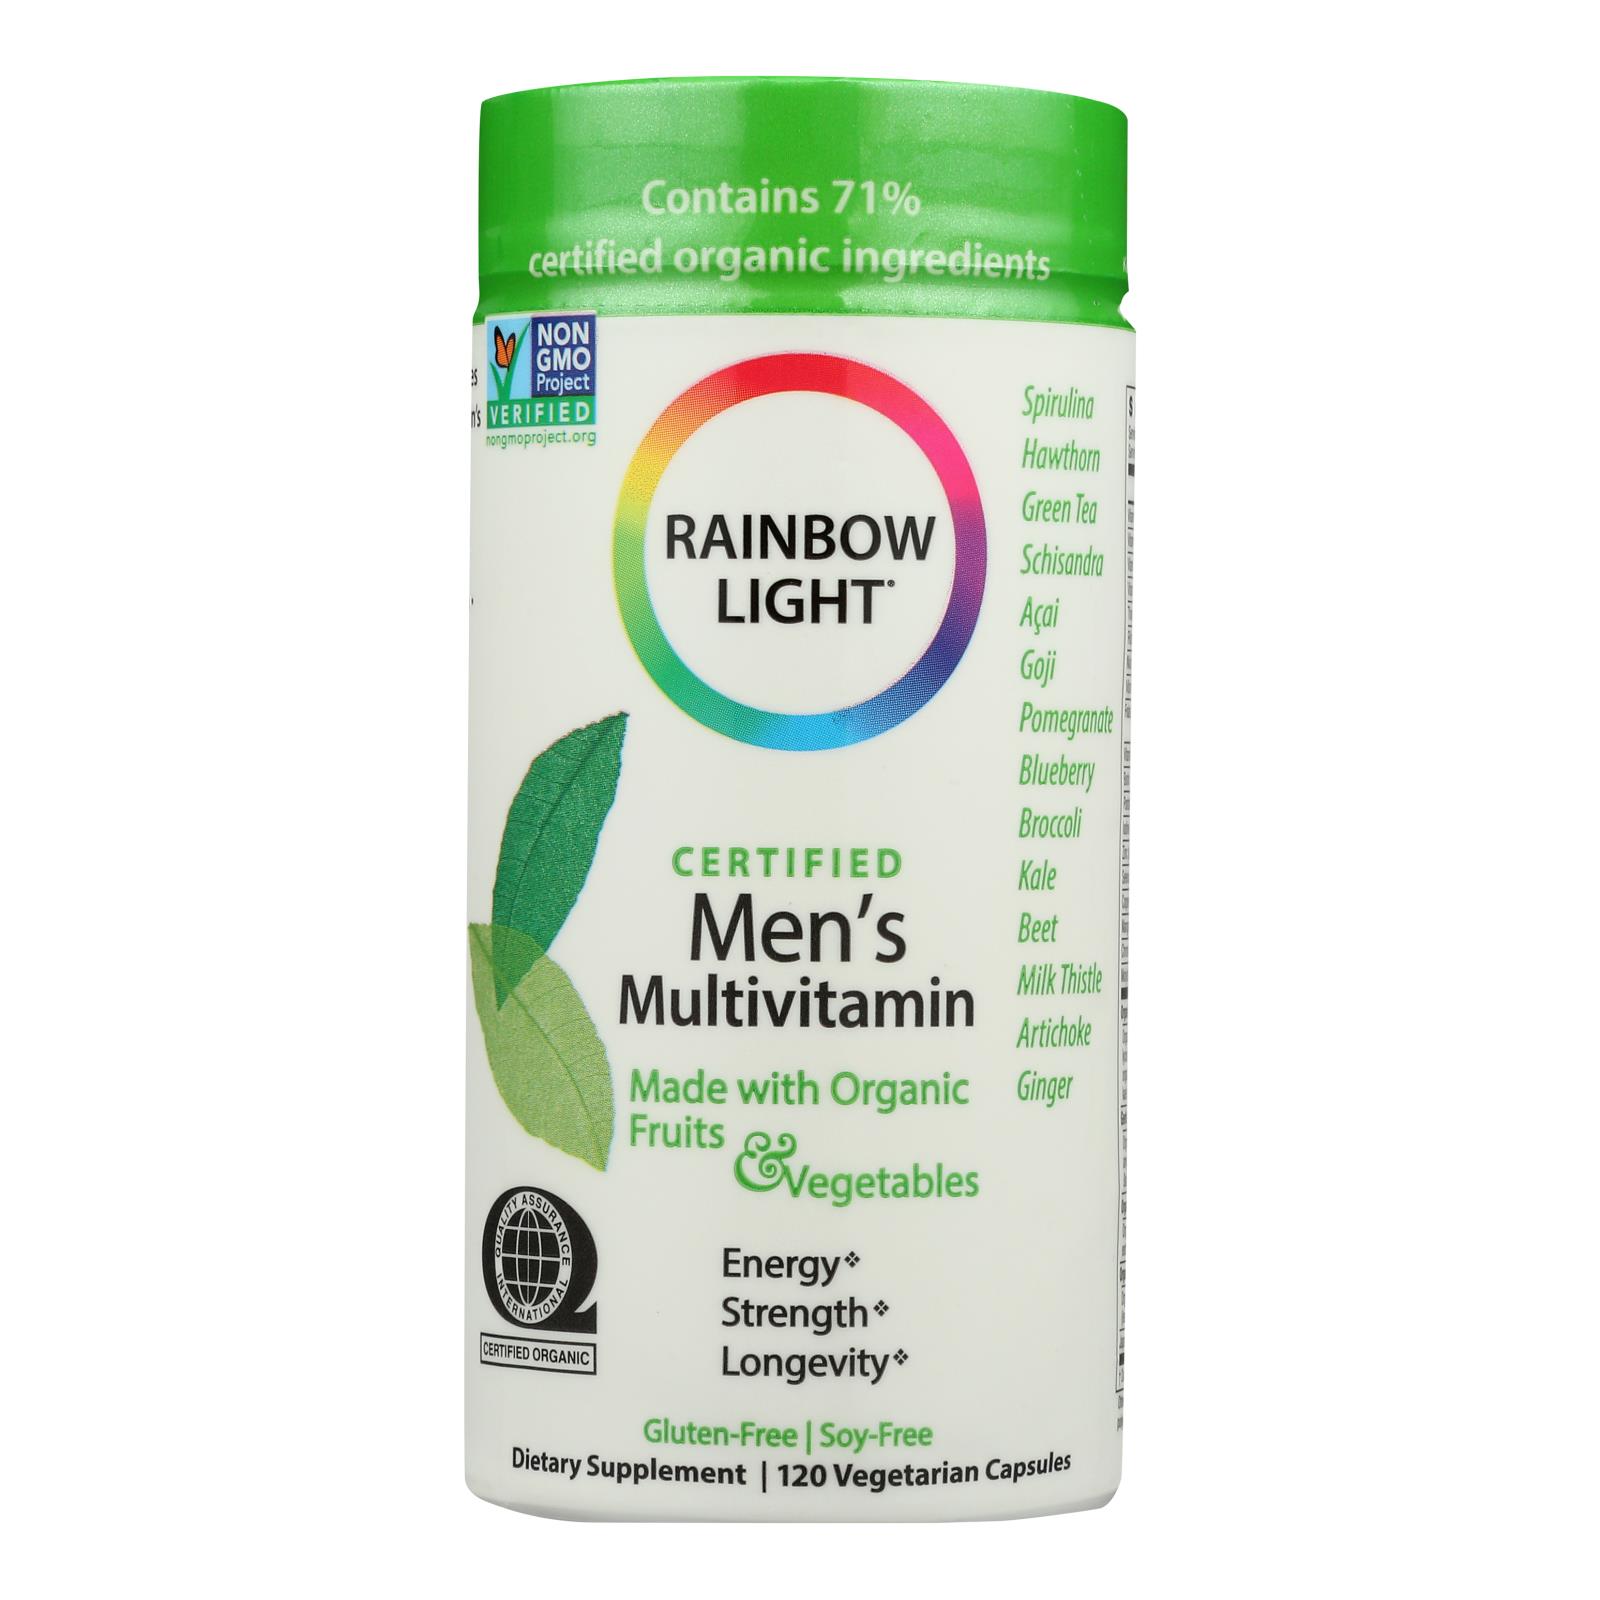 Contains 71%
certified organic ingredients
NON
GMO
Project
VERIFIED
nongmoproject.org
RAINBOW
LIGHT®
Spirulina
Hawthorn
Green Tea
Schisandra
Açai
Goji
Pomegranate
Blueberry
Broccoli
Kale
Beet
Milk Thistle
Artichoke
Ginger
CERTIFIED
Men's
Multivitamin
Made with Organic
Fruits
& Vegetables
QUALITY ASSURANCE
INTERNATIONAL
CERTIFIED ORGANIC
Energy❖
Strength❖
Longevity❖
Gluten-Free | Soy-Free
Dietary Supplement | 120 Vegetarian Capsules